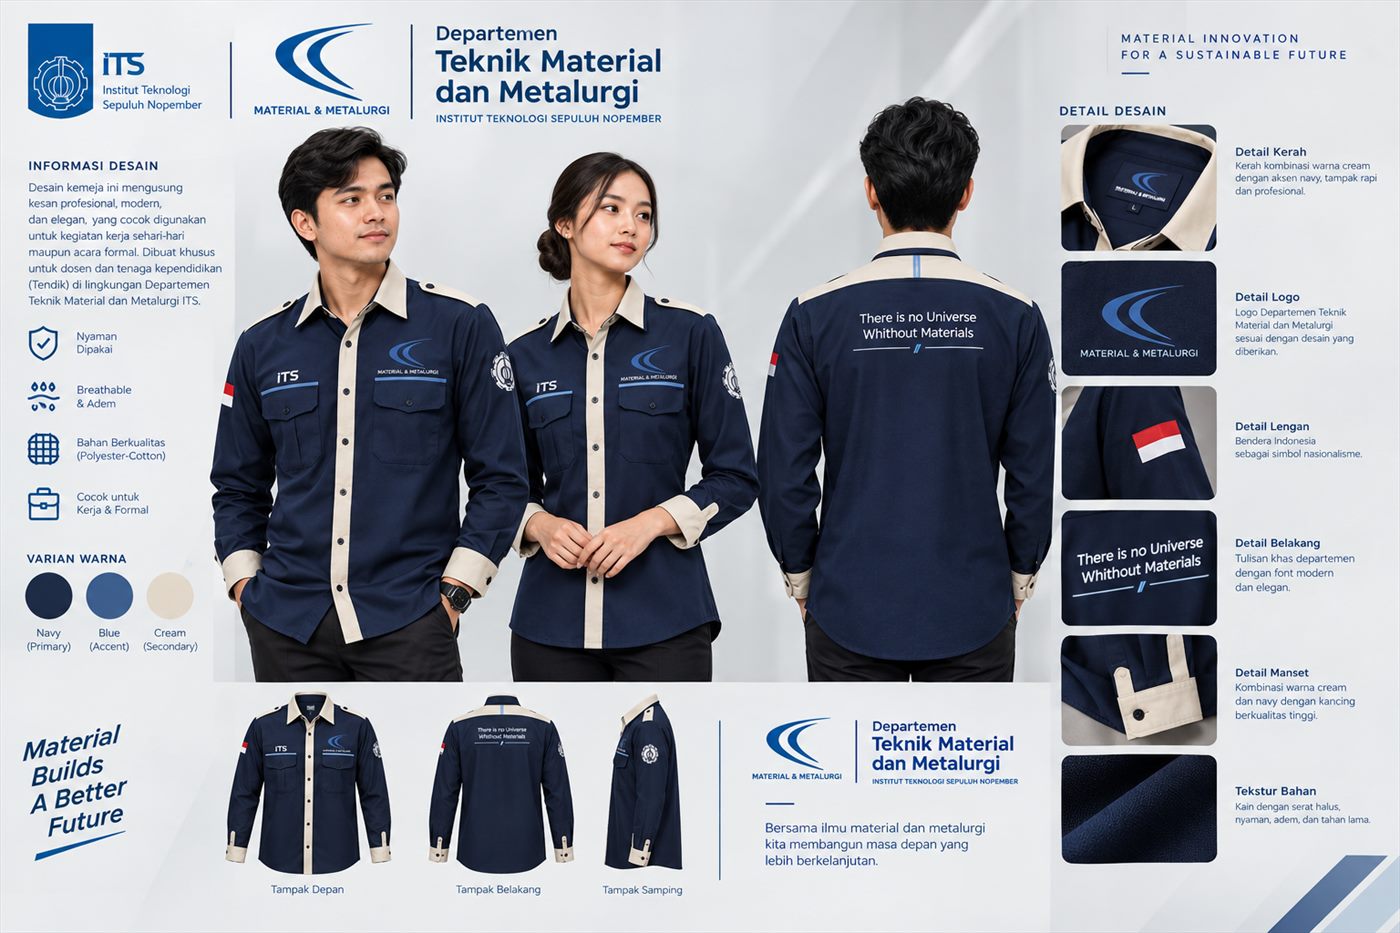 iTS
Institut Teknologi
Sepuluh Nopember
MATERIAL & METALURGI
Departemen
Teknik Material
dan Metalurgi
INSTITUT TEKNOLOGI SEPULUH NOPEMBER
MATERIAL INNOVATION
FOR A SUSTAINABLE FUTURE
INFORMASI DESAIN
Desain kemeja ini mengusung
kesan profesional, modern,
dan elegan, yang cocok digunakan
untuk kegiatan kerja sehari-hari
maupun acara formal. Dibuat khusus
untuk dosen dan tenaga kependidikan
(Tendik) di lingkungan Departemen
Teknik Material dan Metalurgi ITS.
Nyaman
Dipakai
Breathable
& Adem
Bahan Berkualitas
(Polyester-Cotton)
Cocok untuk
Kerja & Formal
VARIAN WARNA
Navy
(Primary)
Blue
(Accent)
Cream
(Secondary)
Material
Builds
A Better
Future
iTS
MATERIAL & METALURGI
iTS
MATERIAL & METALURGI
There is no Universe
Whithout Materials
DETAIL DESAIN
MATERIAL & METALURGI
L
Detail Kerah
Kerah kombinasi warna cream
dengan aksen navy, tampak rapi
dan profesional.
MATERIAL & METALURGI
Detail Logo
Logo Departemen Teknik
Material dan Metalurgi
sesuai dengan desain yang
diberikan.
Detail Lengan
Bendera Indonesia
sebagai simbol nasionalisme.
There is no Universe
Whithout Materials
Detail Belakang
Tulisan khas departemen
dengan font modern
dan elegan.
Detail Manset
Kombinasi warna cream
dan navy dengan kancing
berkualitas tinggi.
Tekstur Bahan
Kain dengan serat halus,
nyaman, adem, dan tahan lama.
iTS
Tampak Depan
There is no Universe
Whithout Materials
Tampak Belakang
Tampak Samping
MATERIAL & METALURGI
Departemen
Teknik Material
dan Metalurgi
INSTITUT TEKNOLOGI SEPULUH NOPEMBER
Bersama ilmu material dan metalurgi
kita membangun masa depan yang
lebih berkelanjutan.